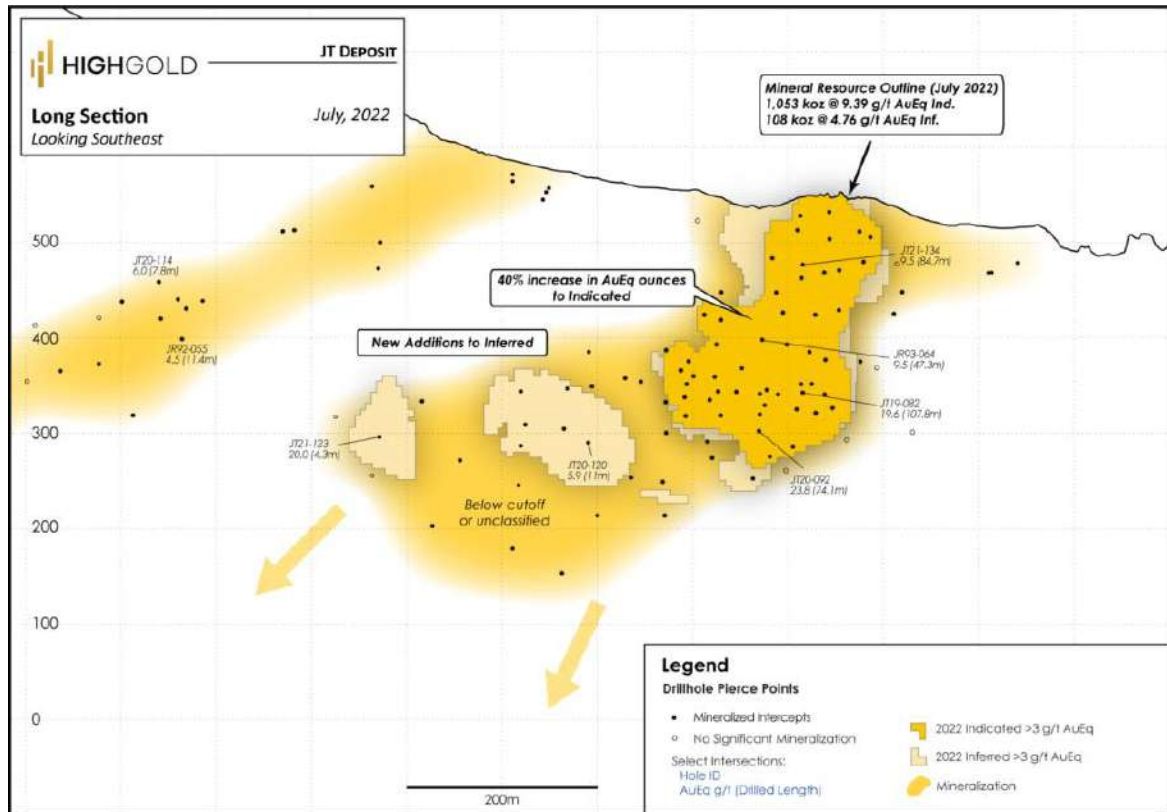 HIGHGOLD
JT DEPOSIT
Long Section
July, 2022
Looking Southeast
Mineral Resource Outline (July 2022)
1,053 koz @ 9.39 g/t AuEq Ind.
108 koz @ 4.76 g/t AuEq Inf.
500
400
300
200
100
0
JT20-114
6.0 (7.8m)
JR92-055
4.5 (11.4m)
40% increase in AuEq ounces
to Indicated
New Additions to Inferred
JT21-134
9.5 (84.7m)
JR93-064
9.5 (47.3m)
JT19-082
19.6 (107.8m)
JT20-092
23.8 (74.1m)
JT21-123
20.0 (4.3m)
JT20-120
5.9 (11m)
Below cutoff
or unclassified
200m
Legend
Drillhole Pierce Points
Mineralized Intercepts
No Significant Mineralization
Select Intersections:
Hole ID
AuEq g/t (Drilled Length)
2022 Indicated >3 g/t AuEq
2022 Inferred >3 g/t AuEq
Mineralization